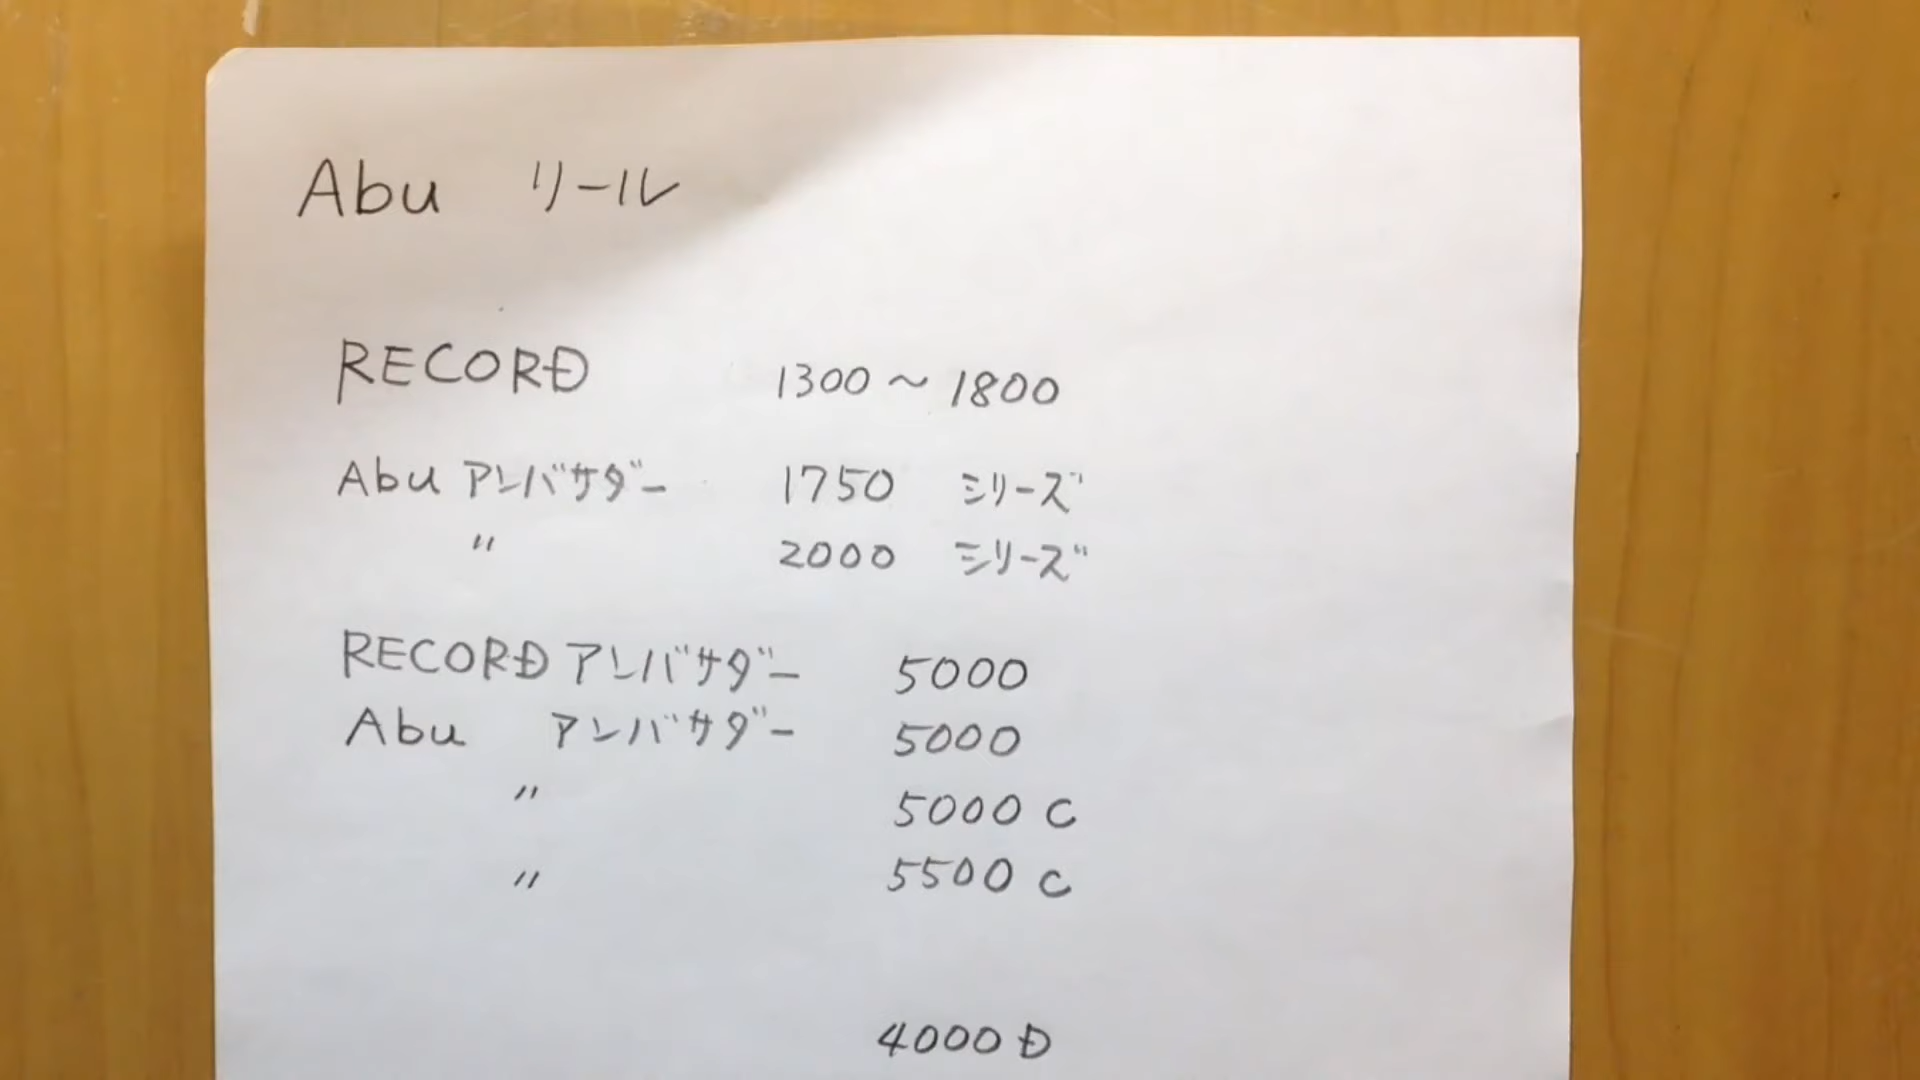 Abu リール
RECORD 1300～1800
Abu アンバサダー 1750 シリーズ
〃 2000 シリーズ
RECORD アンバサダー 5000
Abu アンバサダー 5000
〃 5000 C
〃 5500 C
4000 D